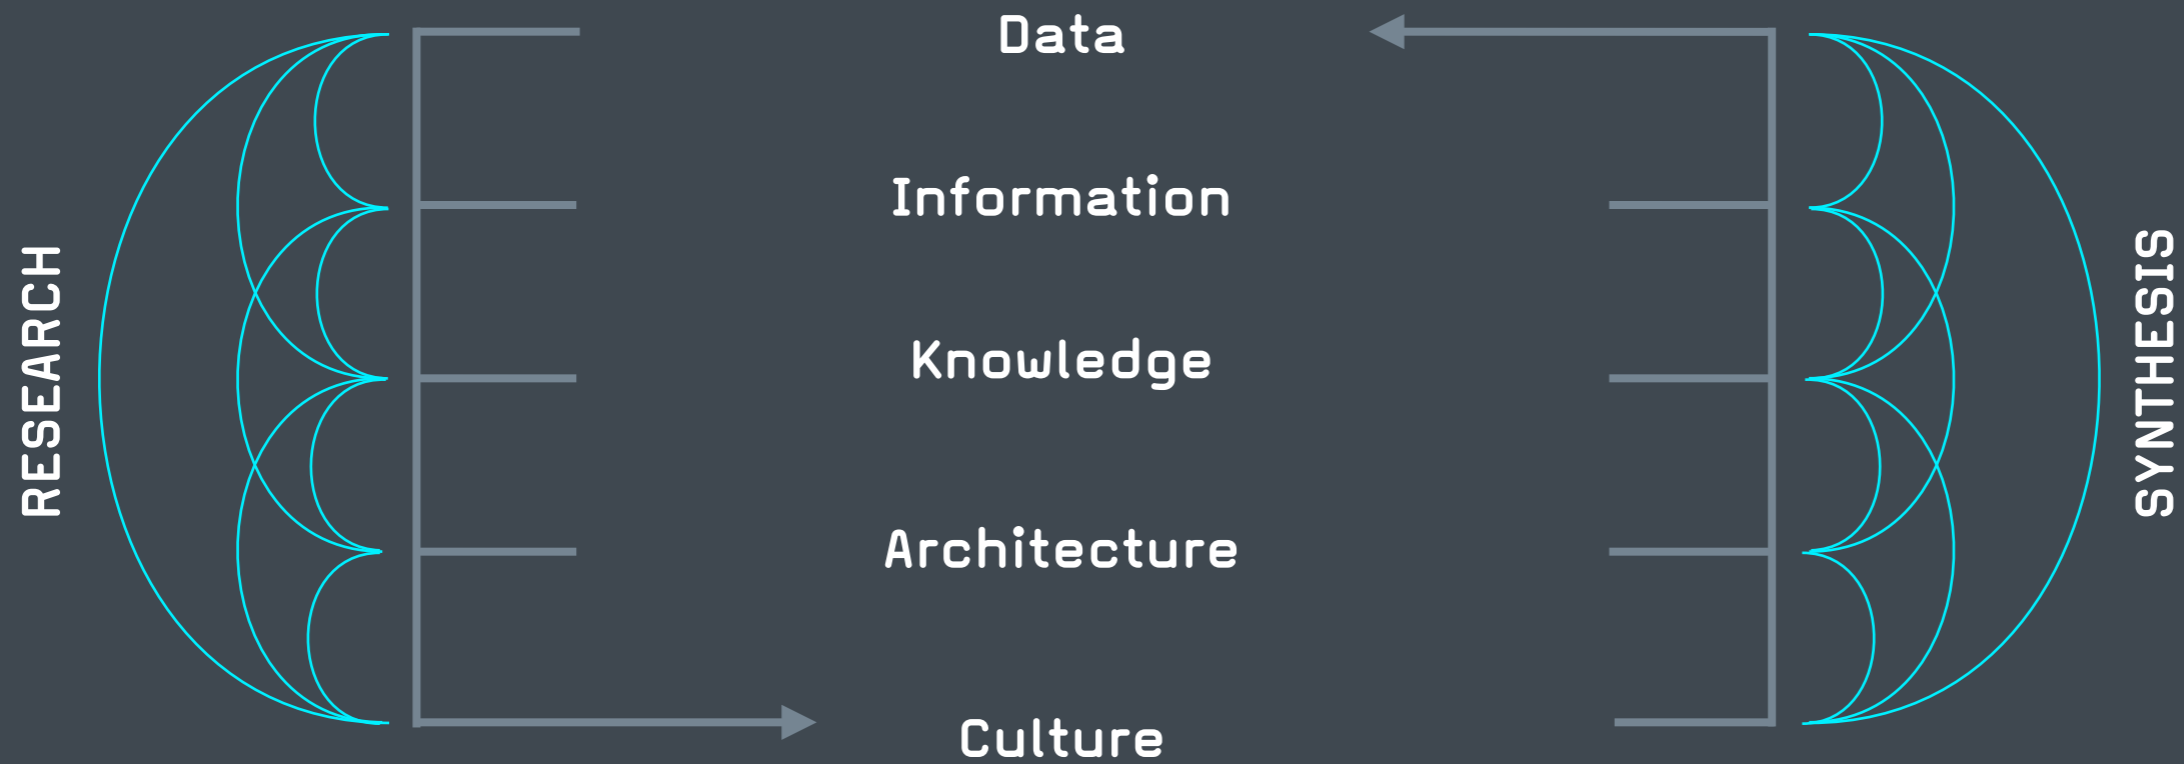 Data
Information
Knowledge
Architecture
Culture
RESEARCH
SYNTHESIS